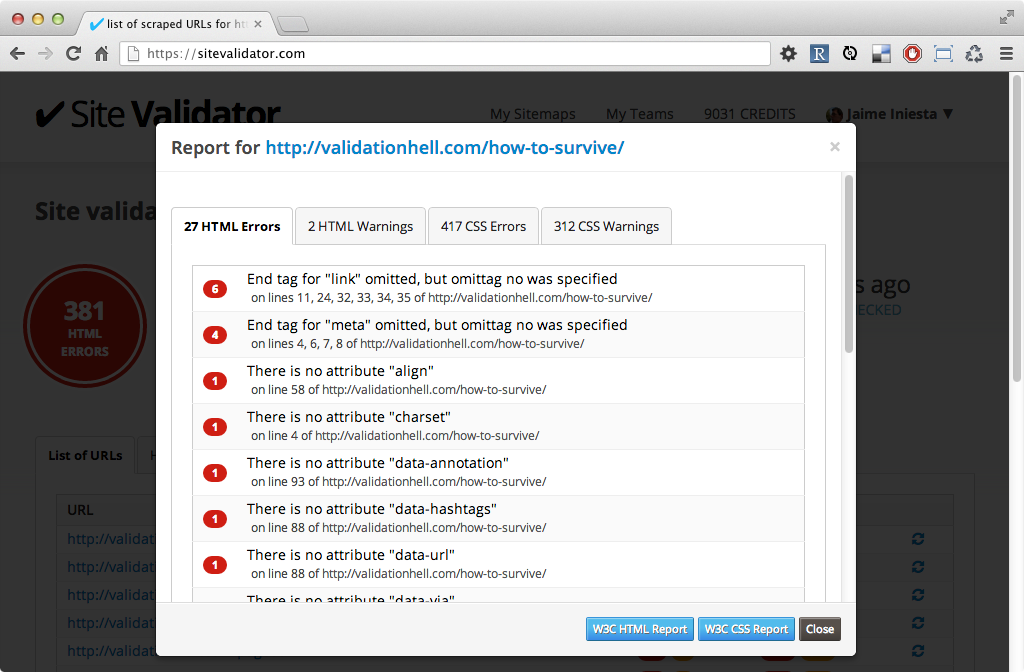 list of scraped URLs for htt
https://sitevalidator.com
Site Validator
My Sitemaps My Teams 9031 CREDITS Jaime Iniesta ▼
Report for http://validationhell.com/how-to-survive/ ×
Site valida
27 HTML Errors 2 HTML Warnings 417 CSS Errors 312 CSS Warnings
381
HTML
ERRORS
s ago
ECKED
6 End tag for "link" omitted, but omittag no was specified
on lines 11, 24, 32, 33, 34, 35 of http://validationhell.com/how-to-survive/
4 End tag for "meta" omitted, but omittag no was specified
on lines 4, 6, 7, 8 of http://validationhell.com/how-to-survive/
1 There is no attribute "align"
on line 58 of http://validationhell.com/how-to-survive/
1 There is no attribute "charset"
on line 4 of http://validationhell.com/how-to-survive/
1 There is no attribute "data-annotation"
on line 93 of http://validationhell.com/how-to-survive/
1 There is no attribute "data-hashtags"
on line 88 of http://validationhell.com/how-to-survive/
1 There is no attribute "data-url"
on line 88 of http://validationhell.com/how-to-survive/
There is no attribute "data-via"
List of URLs H
URL
http://validat
http://validat
http://validat
http://validat
http://validat
W3C HTML Report W3C CSS Report Close